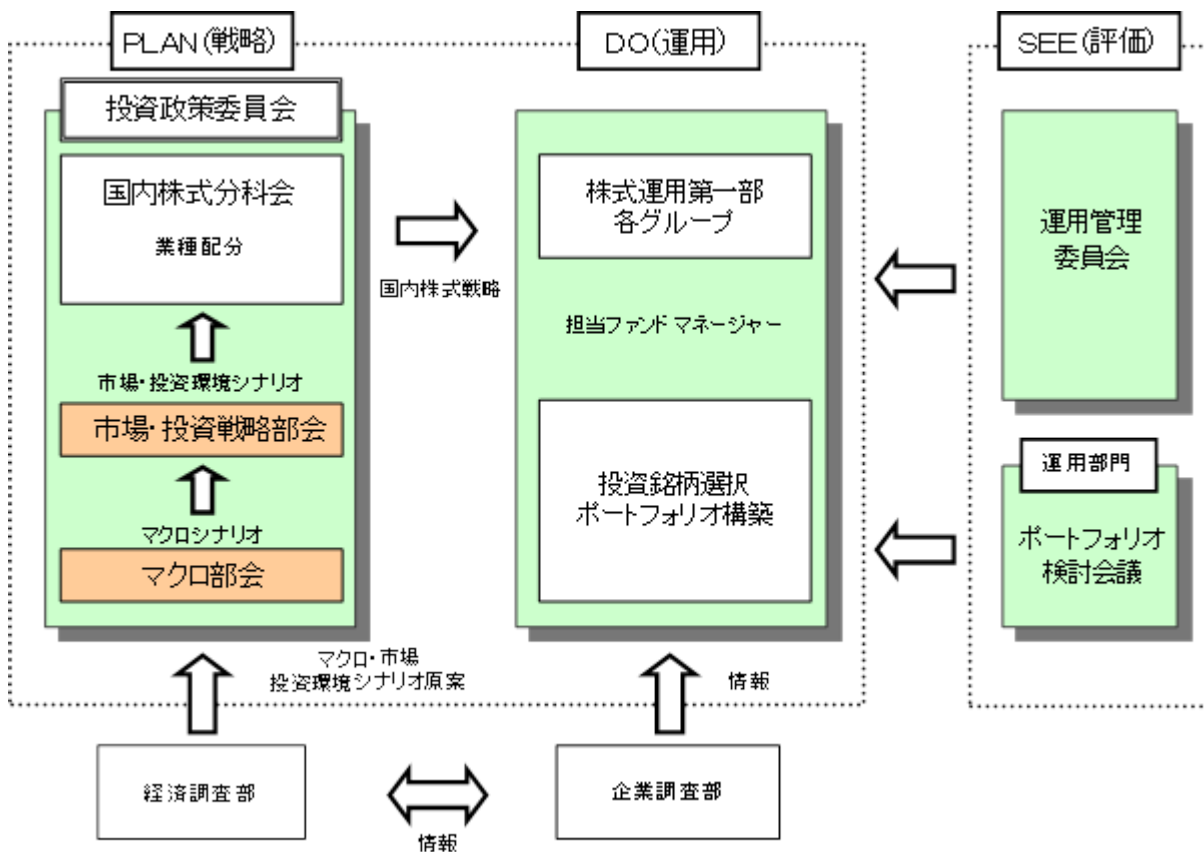 PLAN(戦略)
投資政策委員会
国内株式分科会
業種配分
市場・投資環境シナリオ
市場・投資戦略部会
マクロシナリオ
マクロ部会
マクロ・市場
投資環境シナリオ原案
経済調査部
情報
国内株式戦略
DO(運用)
株式運用第一部
各グループ
担当ファンドマネージャー
投資銘柄選択
ポートフォリオ構築
情報
企業調査部
SEE(評価)
運用管理
委員会
運用部門
ポートフォリオ
検討会議